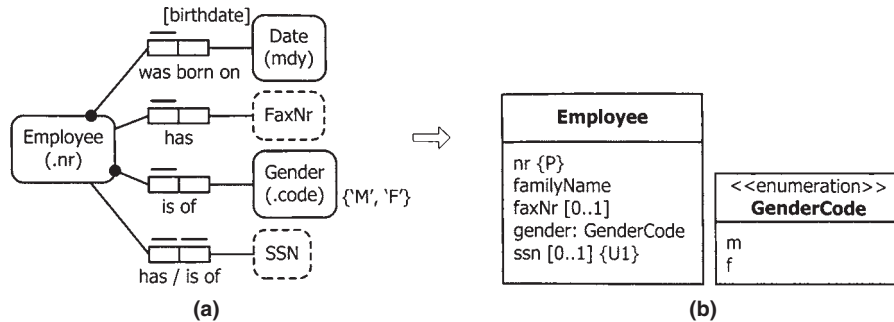 [birthdate]
Date
(mdy)
was born on
FaxNr
has
Employee
(.nr)
Gender
(.code)
{'M', 'F'}
is of
SSN
has / is of
(a)
Employee
nr {P}
familyName
faxNr [0..1]
gender: GenderCode
ssn [0..1] {U1}
<<enumeration>>
GenderCode
m
f
(b)